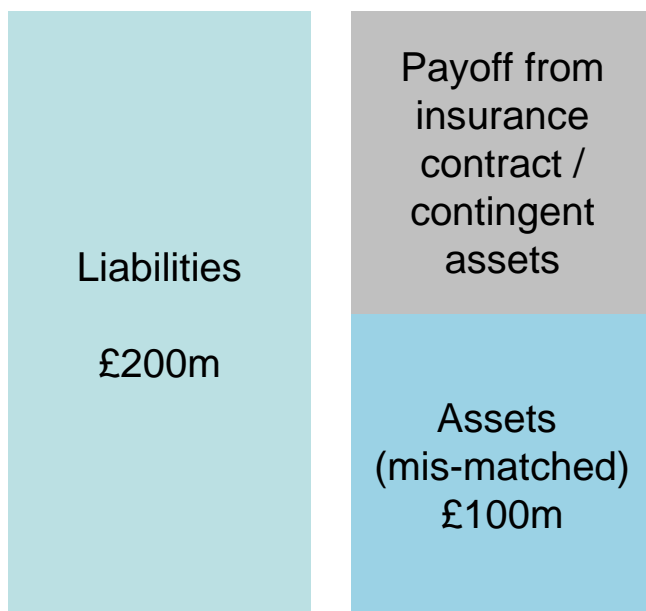 Liabilities
£200m
Payoff from
insurance
contract /
contingent
assets
Assets
(mis-matched)
£100m